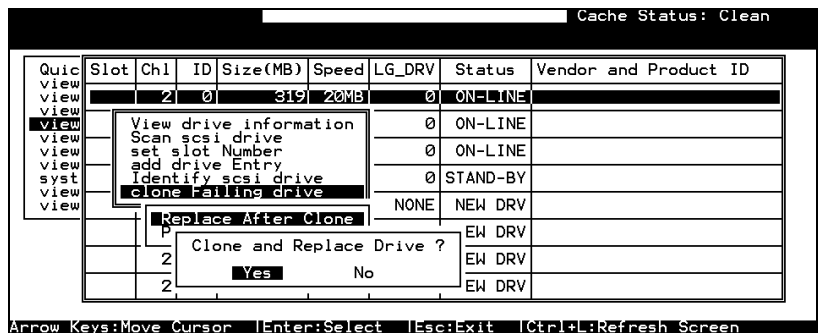 Cache Status: Clean
Quic Slot Chl ID Size(MB) Speed LG_DRV Status Vendor and Product ID
view
view 2 0 319 20MB 0 ON-LINE
view
view View drive information 0 ON-LINE
view Scan scsi drive
view set slot Number 0 ON-LINE
view add drive Entry
syst Identify scsi drive 0 STAND-BY
view clone Failing drive
view NONE NEW DRV
Replace After Clone
P EW DRV
Clone and Replace Drive ?
2 EW DRV
Yes No
2 EW DRV
Arrow Keys:Move Cursor |Enter:Select |Esc:Exit |Ctrl+L:Refresh Screen